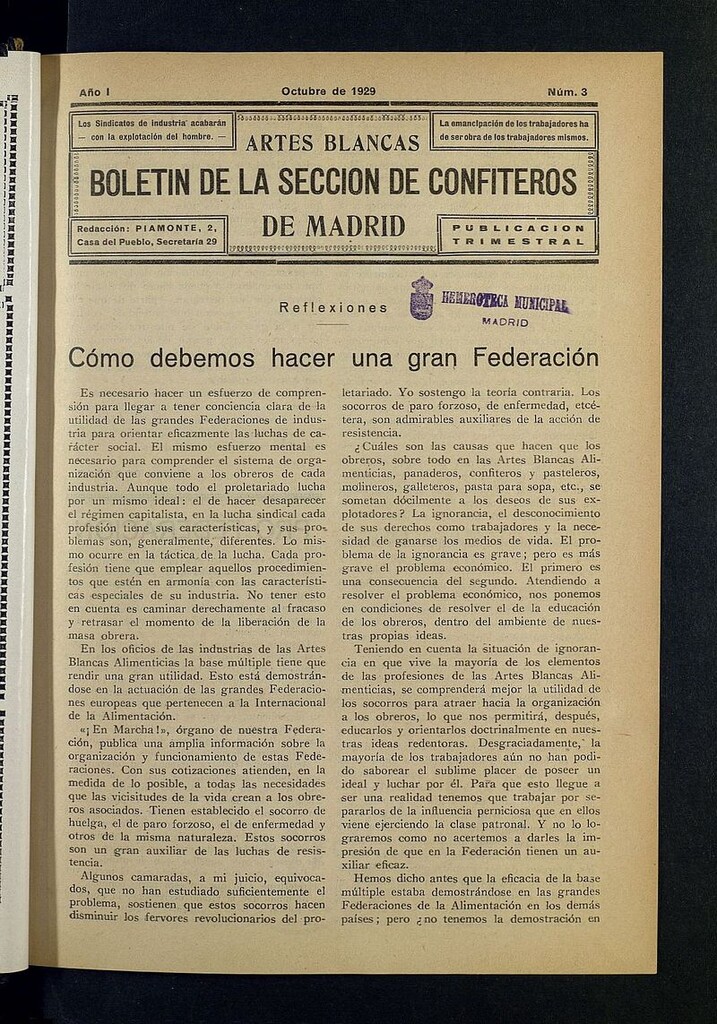 Año I
Octubre de 1929
Núm. 3
Los Sindicatos de industria acabarán
— con la explotación del hombre. —
La emancipación de los trabajadores ha
de ser obra de los trabajadores mismos.
ARTES BLANCAS
BOLETIN DE LA SECCION DE CONFITEROS
DE MADRID
Redacción: PIAMONTE, 2,
Casa del Pueblo, Secretaría 29
PUBLICACION
TRIMESTRAL
Reflexiones
HEMEROTECA MUNICIPAL
MADRID
Cómo debemos hacer una gran Federación
Es necesario hacer un esfuerzo de compren-
sión para llegar a tener conciencia clara de la
utilidad de las grandes Federaciones de indus-
tria para orientar eficazmente las luchas de ca-
rácter social. El mismo esfuerzo mental es
necesario para comprender el sistema de orga-
nización que conviene a los obreros de cada
industria. Aunque todo el proletariado lucha
por un mismo ideal: el de hacer desaparecer
el régimen capitalista, en la lucha sindical cada
profesión tiene sus características, y sus pro-
blemas son, generalmente, diferentes. Lo mis-
mo ocurre en la táctica de la lucha. Cada pro-
fesión tiene que emplear aquellos procedimien-
tos que estén en armonía con las característi-
cas especiales de su industria. No tener esto
en cuenta es caminar derechamente al fracaso
y retrasar el momento de la liberación de la
masa obrera.
En los oficios de las industrias de las Artes
Blancas Alimenticias la base múltiple tiene que
rendir una gran utilidad. Esto está demostrán-
dose en la actuación de las grandes Federacio-
nes europeas que pertenecen a la Internacional
de la Alimentación.
«¡En Marcha!», órgano de nuestra Federa-
ción, publica una amplia información sobre la
organización y funcionamiento de estas Fede-
raciones. Con sus cotizaciones atienden, en la
medida de lo posible, a todas las necesidades
que las vicisitudes de la vida crean a los obre-
ros asociados. Tienen establecido el socorro de
huelga, el de paro forzoso, el de enfermedad y
otros de la misma naturaleza. Estos socorros
son un gran auxiliar de las luchas de resis-
tencia.
Algunos camaradas, a mi juicio, equivoca-
dos, que no han estudiado suficientemente el
problema, sostienen que estos socorros hacen
disminuir los fervores revolucionarios del pro-
letariado. Yo sostengo la teoría contraria. Los
socorros de paro forzoso, de enfermedad, etcé-
tera, son admirables auxiliares de la acción de
resistencia.
¿Cuáles son las causas que hacen que los
obreros, sobre todo en las Artes Blancas Ali-
menticias, panaderos, confiteros y pasteleros,
molineros, galleteros, pasta para sopa, etc., se
sometan dócilmente a los deseos de sus ex-
plotadores? La ignorancia, el desconocimiento
de sus derechos como trabajadores y la nece-
sidad de ganarse los medios de vida. El pro-
blema de la ignorancia es grave; pero es más
grave el problema económico. El primero es
una consecuencia del segundo. Atendiendo a
resolver el problema económico, nos ponemos
en condiciones de resolver el de la educación
de los obreros, dentro del ambiente de nues-
tras propias ideas.
Teniendo en cuenta la situación de ignoran-
cia en que vive la mayoría de los elementos
de las profesiones de las Artes Blancas Ali-
menticias, se comprenderá mejor la utilidad de
los socorros para atraer hacia la organización
a los obreros, lo que nos permitirá, después,
educarlos y orientarlos doctrinalmente en nues-
tras ideas redentoras. Desgraciadamente, la
mayoría de los trabajadores aún no han podi-
do saborear el sublime placer de poseer un
ideal y luchar por él. Para que esto llegue a
ser una realidad tenemos que trabajar por se-
pararlos de la influencia perniciosa que en ellos
viene ejerciendo la clase patronal. Y no lo lo-
graremos como no acertemos a darles la im-
presión de que en la Federación tienen un au-
xiliar eficaz.
Hemos dicho antes que la eficacia de la base
múltiple estaba demostrándose en las grandes
Federaciones de la Alimentación en los demás
países; pero ¿no tenemos la demostración en